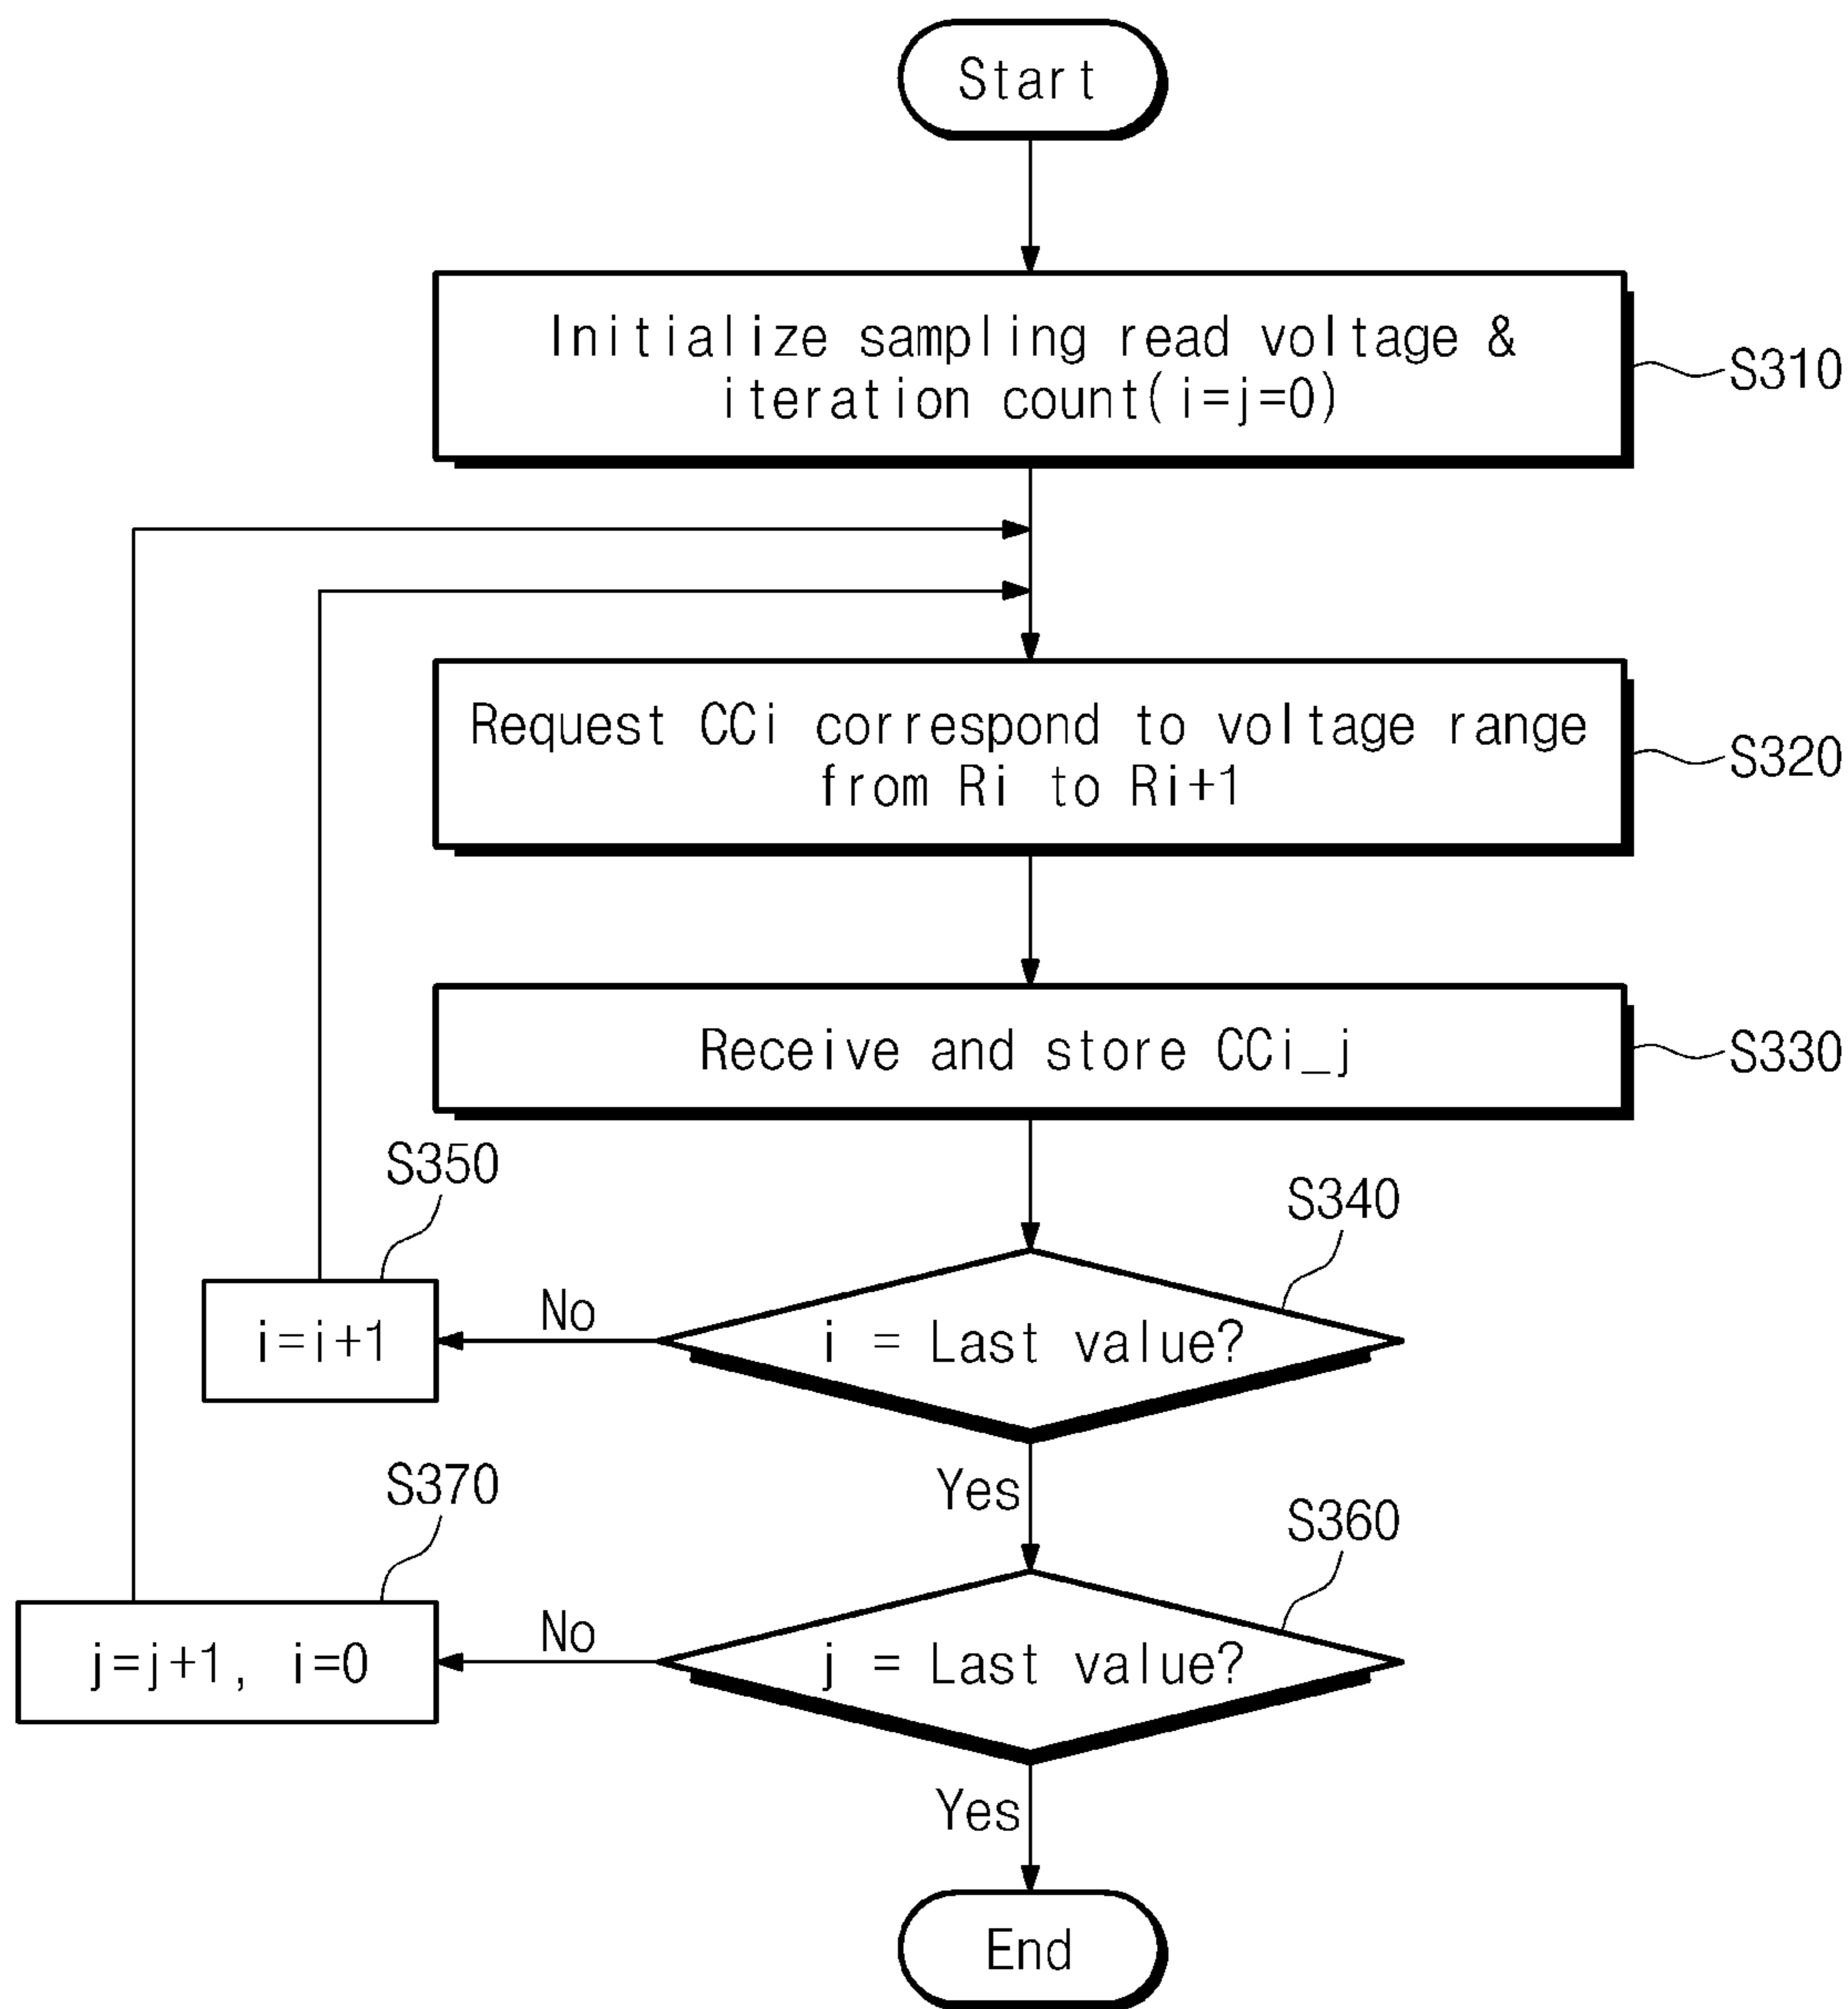 Start
Initialize sampling read voltage &
iteration count(i=j=0)
S310
Request CCi correspond to voltage range
from Ri to Ri+1
S320
Receive and store CCi_j
S330
S350
S340
i=i+1
No
i = Last value?
Yes
S370
S360
j=j+1, i=0
No
j = Last value?
Yes
End